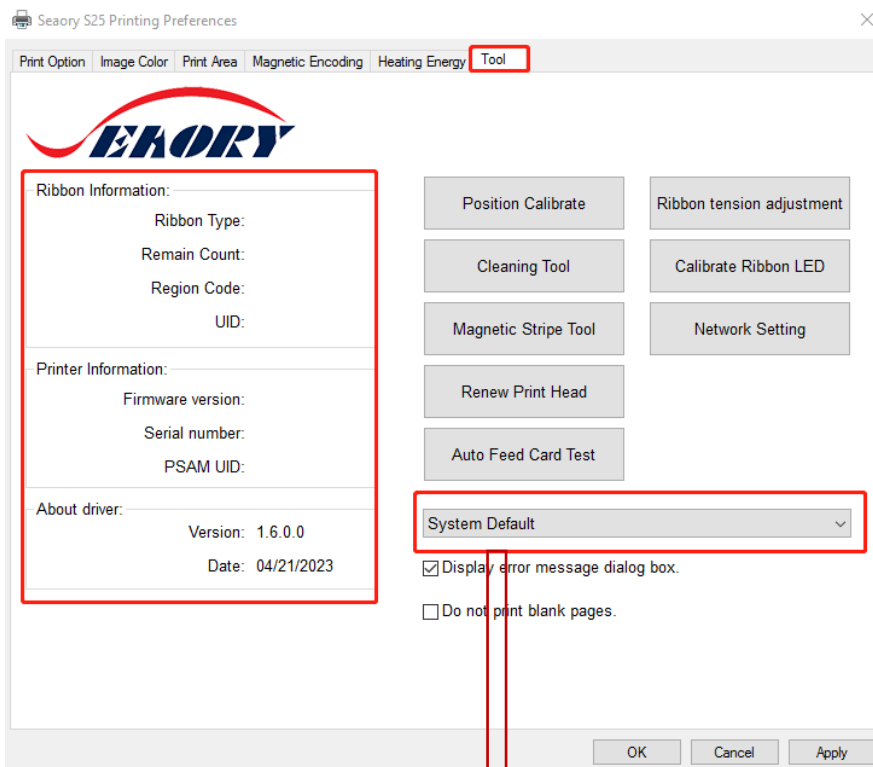 Seaory S25 Printing Preferences
Print Option Image Color Print Area Magnetic Encoding Heating Energy Tool
SEAORY
Ribbon Information:
Ribbon Type:
Remain Count:
Region Code:
UID:
Printer Information:
Firmware version:
Serial number:
PSAM UID:
About driver:
Version: 1.6.0.0
Date: 04/21/2023
Position Calibrate
Ribbon tension adjustment
Cleaning Tool
Calibrate Ribbon LED
Magnetic Stripe Tool
Network Setting
Renew Print Head
Auto Feed Card Test
System Default
Display error message dialog box.
Do not print blank pages.
OK
Cancel
Apply